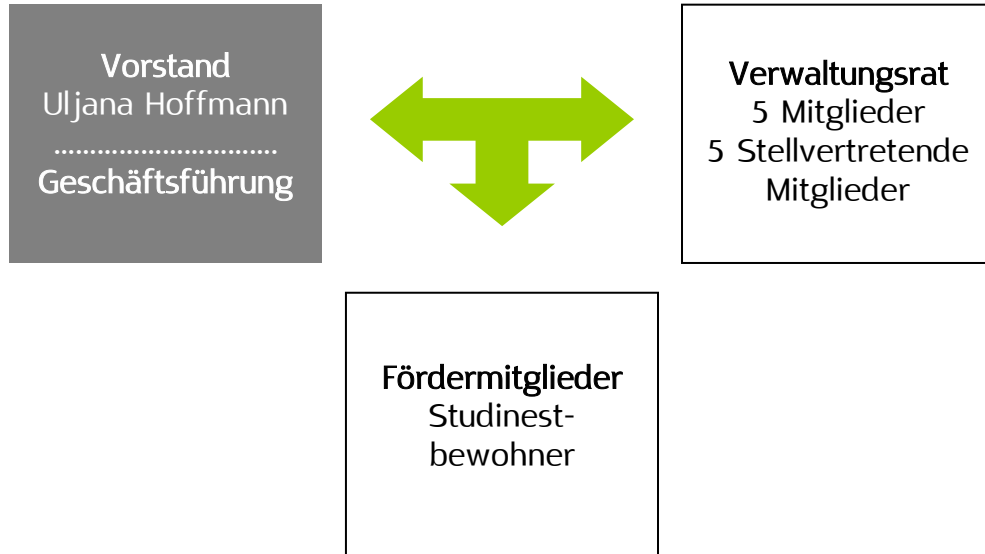 Vorstand
Uljana Hoffmann
...............................
Geschäftsführung
Verwaltungsrat
5 Mitglieder
5 Stellvertretende
Mitglieder
Fördermitglieder
Studinest-
bewohner